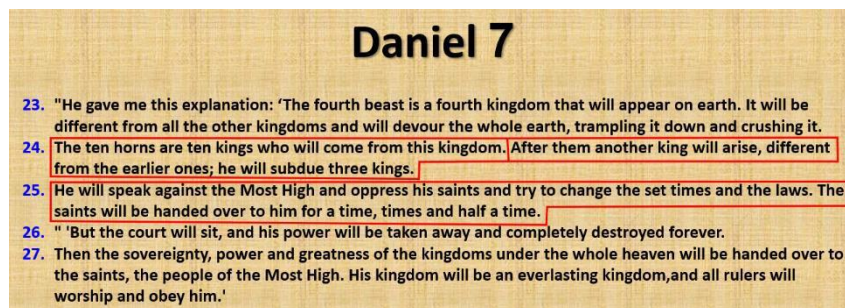 Daniel 7
23. "He gave me this explanation: ‘The fourth beast is a fourth kingdom that will appear on earth. It will be
different from all the other kingdoms and will devour the whole earth, trampling it down and crushing it.
24. The ten horns are ten kings who will come from this kingdom. After them another king will arise, different
from the earlier ones; he will subdue three kings.
25. He will speak against the Most High and oppress his saints and try to change the set times and the laws. The
saints will be handed over to him for a time, times and half a time.
26. " 'But the court will sit, and his power will be taken away and completely destroyed forever.
27. Then the sovereignty, power and greatness of the kingdoms under the whole heaven will be handed over to
the saints, the people of the Most High. His kingdom will be an everlasting kingdom,and all rulers will
worship and obey him.'